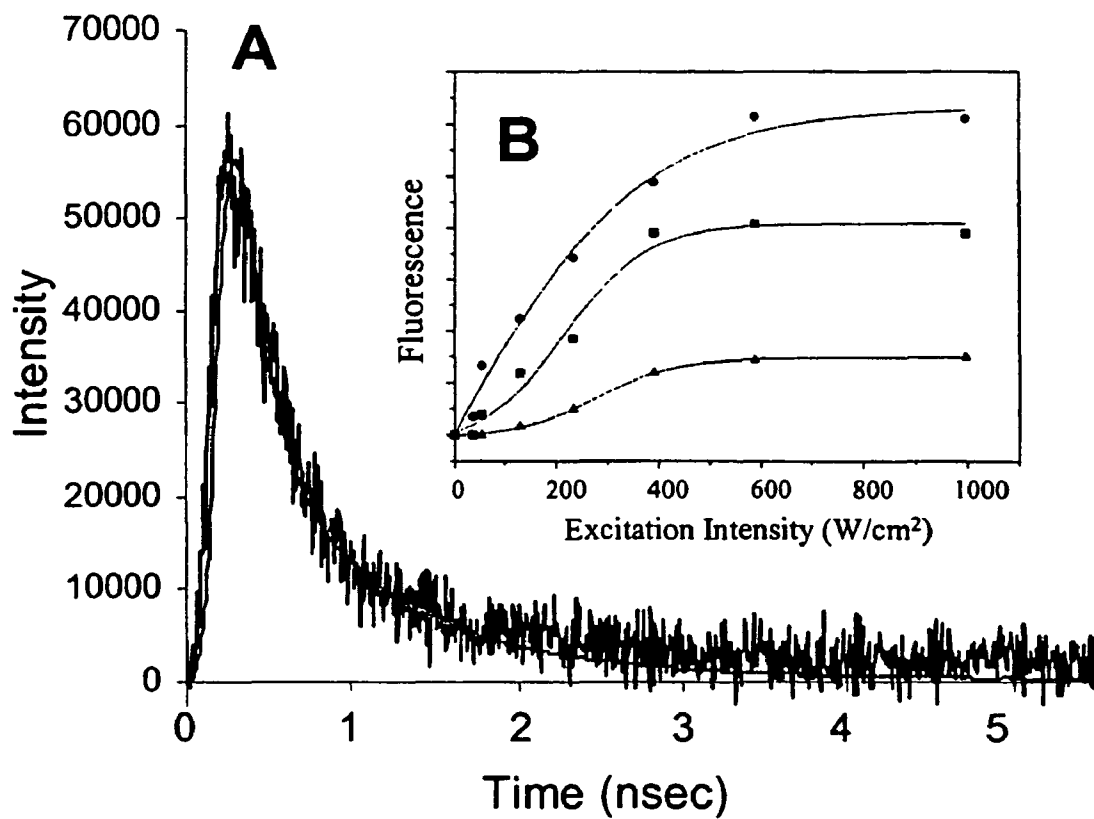 70000
A
60000
50000
40000
30000
20000
10000
0
Intensity
0 1 2 3 4 5
Time (nsec)
B
Fluorescence
0 200 400 600 800 1000
Excitation Intensity (W/cm²)